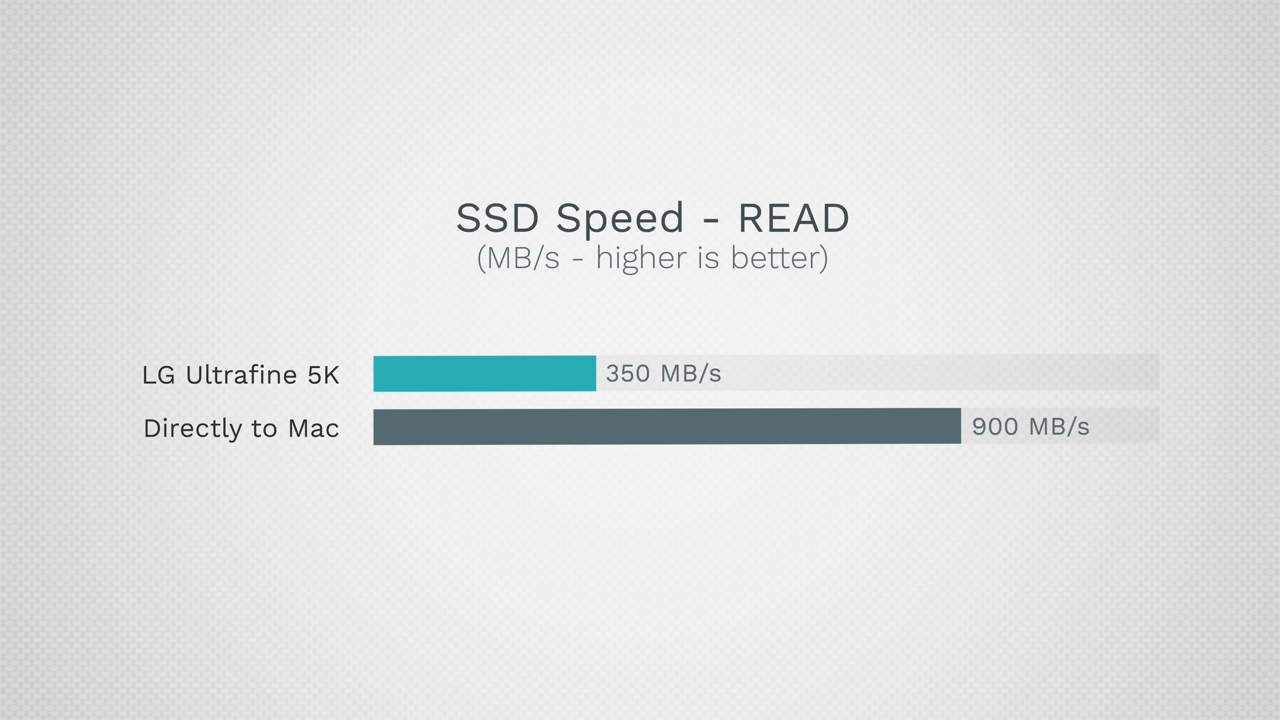 SSD Speed - READ
(MB/s - higher is better)
LG Ultrafine 5K 350 MB/s
Directly to Mac 900 MB/s